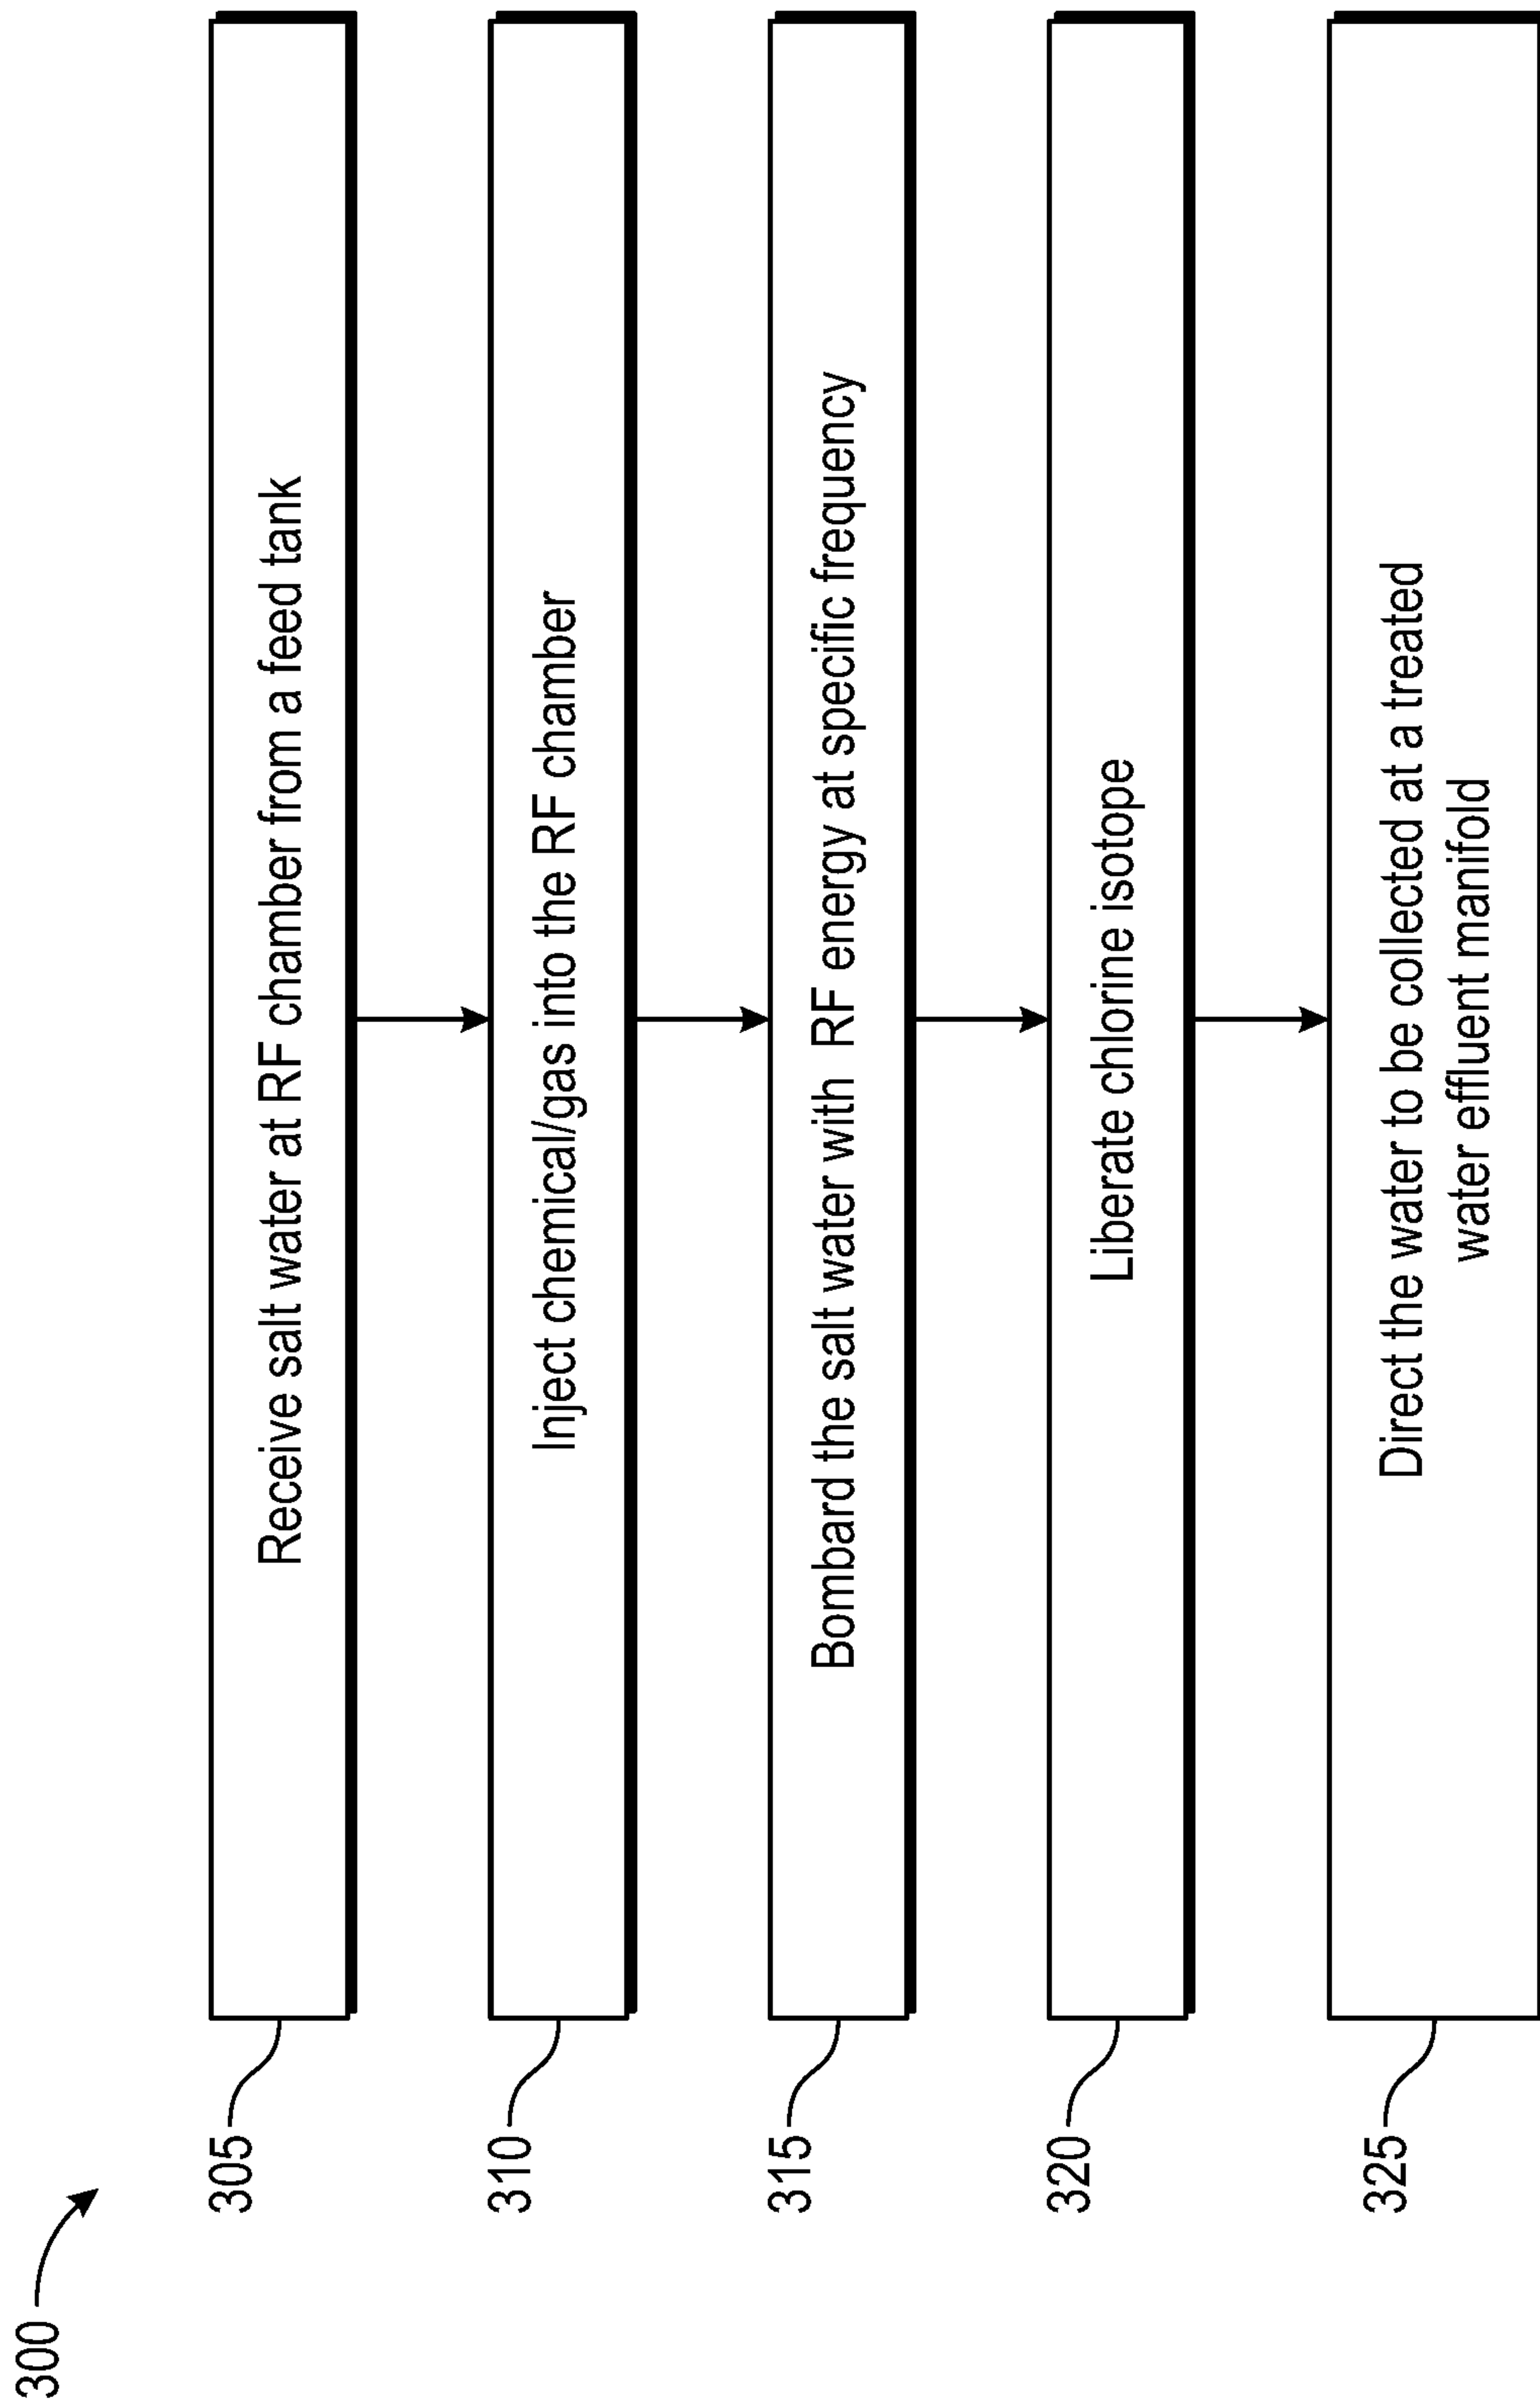 300
305
Receive salt water at RF chamber from a feed tank
310
Inject chemical/gas into the RF chamber
315
Bombard the salt water with RF energy at specific frequency
320
Liberate chlorine isotope
325
Direct the water to be collected at a treated
water effluent manifold